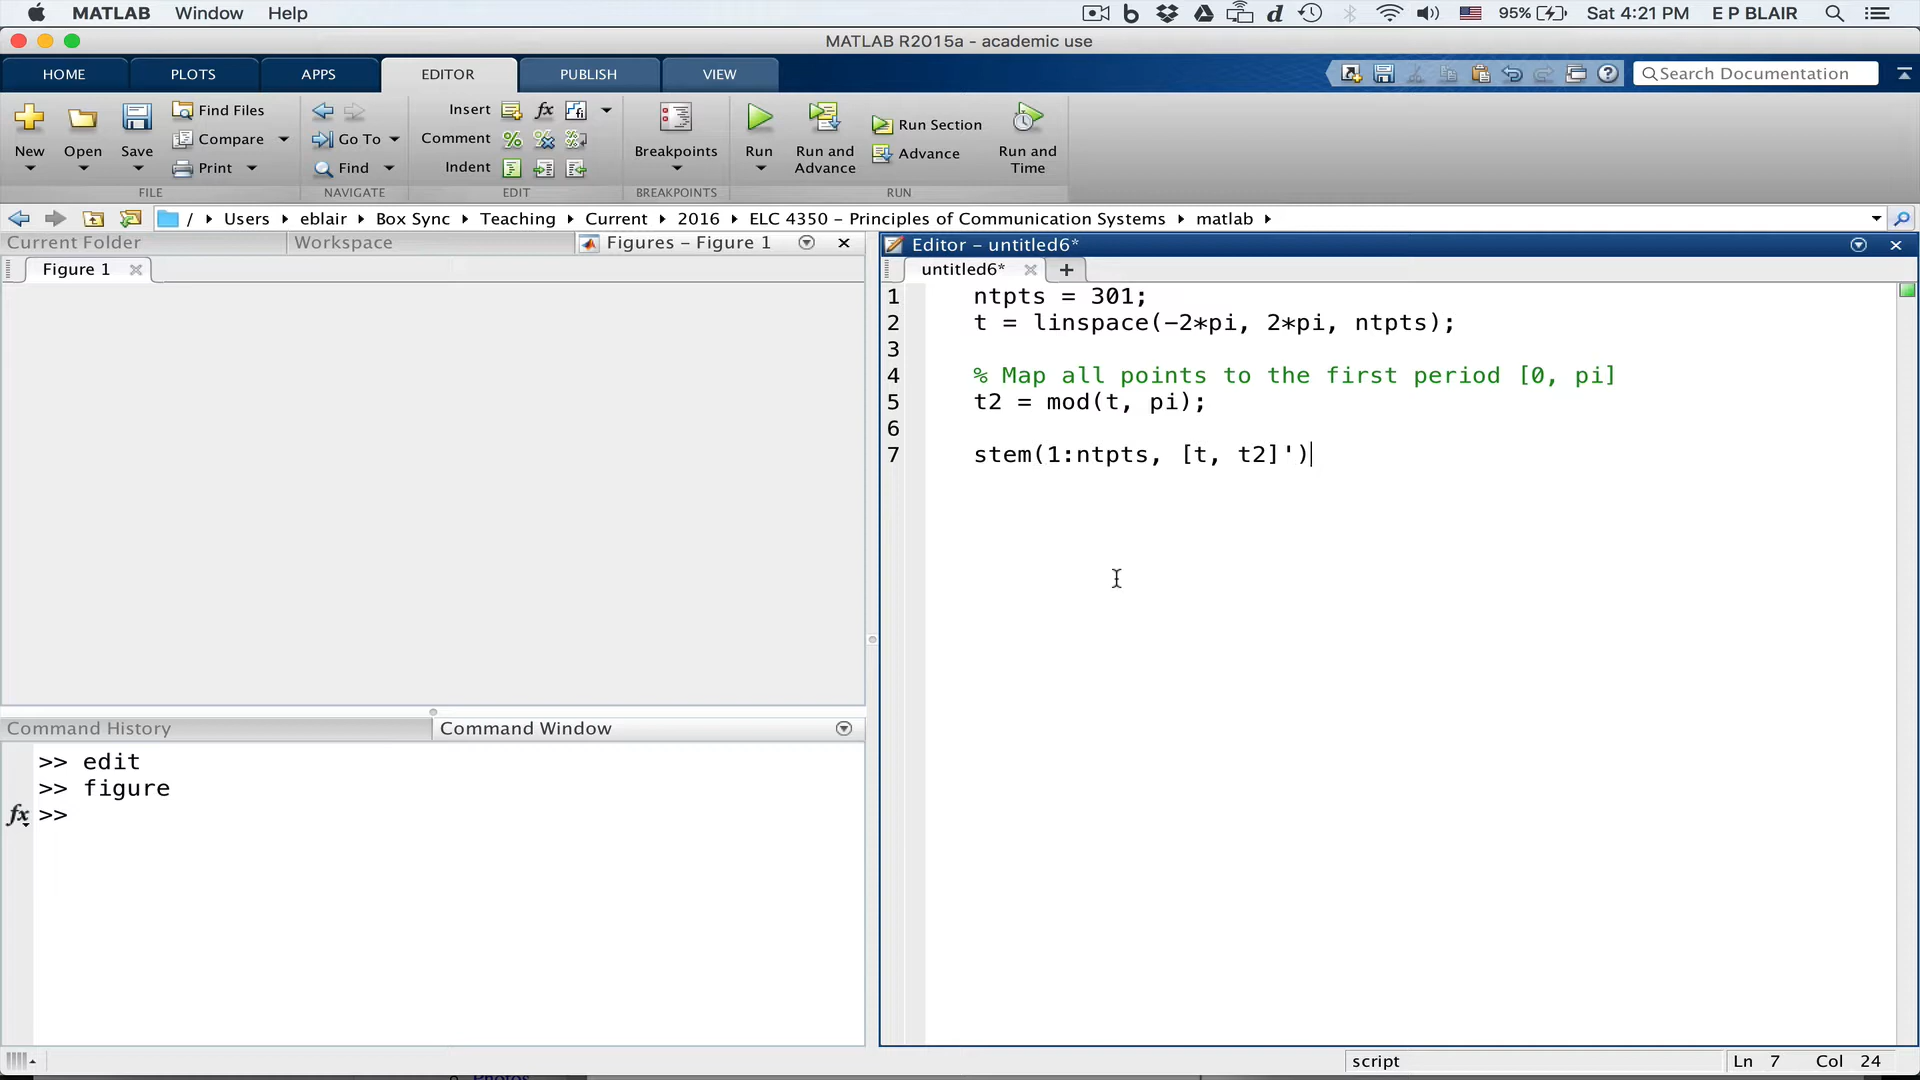 MATLAB Window Help
95% Sat 4:21 PM E P BLAIR
MATLAB R2015a - academic use
HOME PLOTS APPS EDITOR PUBLISH VIEW
Search Documentation
New
Open
Save
Find Files
Compare
Print
FILE
Go To
Find
NAVIGATE
Insert fx
Comment
Indent
EDIT
Breakpoints
BREAKPOINTS
Run
Run and Advance
Run Section
Advance
Run and Time
RUN
/ Users eblair Box Sync Teaching Current 2016 ELC 4350 – Principles of Communication Systems matlab
Current Folder Workspace Figures – Figure 1
Figure 1
Editor – untitled6*
untitled6* +
1 ntpts = 301;
2 t = linspace(-2*pi, 2*pi, ntpts);
3
4 % Map all points to the first period [0, pi]
5 t2 = mod(t, pi);
6
7 stem(1:ntpts, [t, t2]')
Command History Command Window
>> edit
>> figure
fx >>
script Ln 7 Col 24
Photos